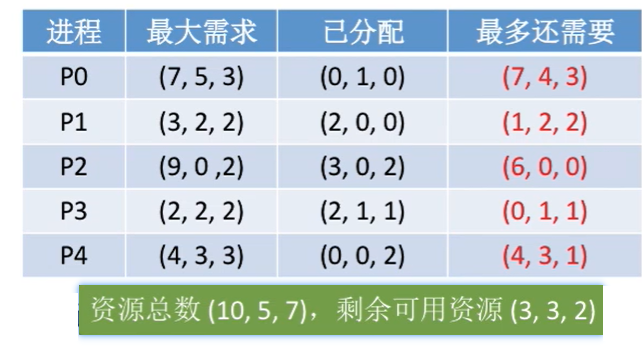 进程 最大需求 已分配 最多还需要
P0 (7, 5, 3) (0, 1, 0) (7, 4, 3)
P1 (3, 2, 2) (2, 0, 0) (1, 2, 2)
P2 (9, 0 ,2) (3, 0, 2) (6, 0, 0)
P3 (2, 2, 2) (2, 1, 1) (0, 1, 1)
P4 (4, 3, 3) (0, 0, 2) (4, 3, 1)
资源总数 (10, 5, 7)，剩余可用资源 (3, 3, 2)